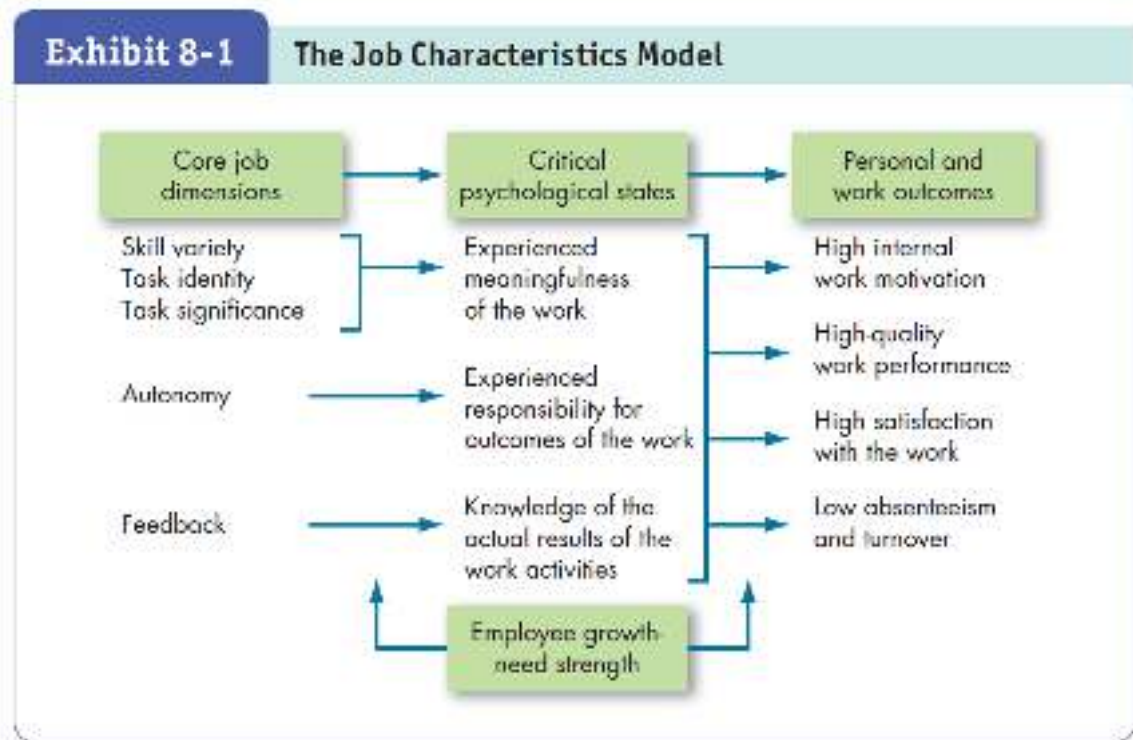 Exhibit 8-1
The Job Characteristics Model
Core job
dimensions
Critical
psychological states
Personal and
work outcomes
Skill variety
Task identity
Task significance
Experienced
meaningfulness
of the work
High internal
work motivation
High-quality
work performance
Autonomy
Experienced
responsibility for
outcomes of the work
High satisfaction
with the work
Feedback
Knowledge of the
actual results of the
work activities
Low absenteeism
and turnover
Employee growth-
need strength